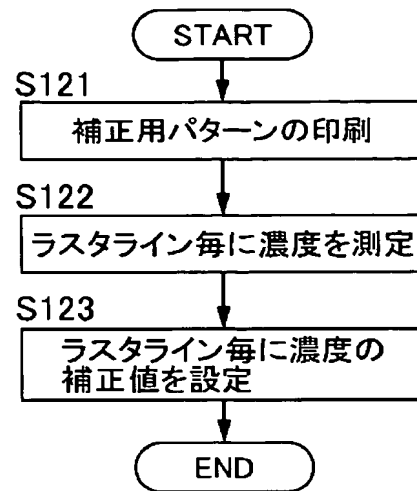 START
S121
補正用パターンの印刷
S122
ラスタライン毎に濃度を測定
S123
ラスタライン毎に濃度の
補正値を設定
END